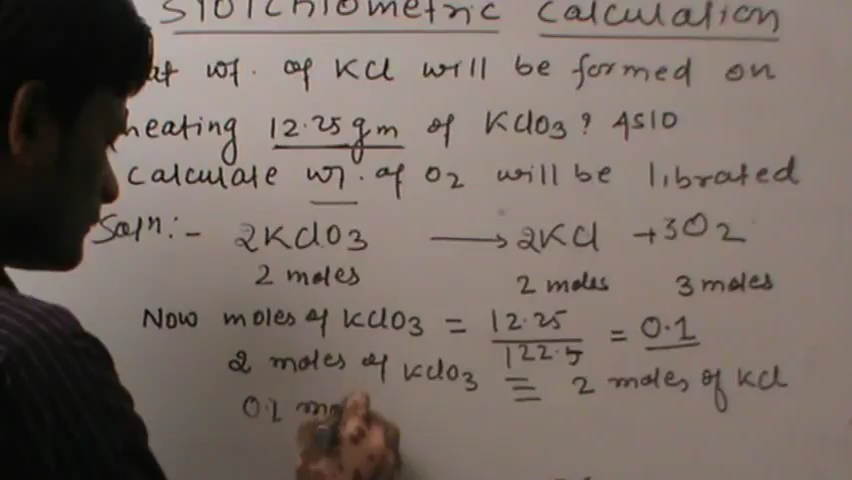 Stoichiometric Calculation
wt. of KCl will be formed on
heating 12.25 gm of KClO3? Also
calculate wt. of O2 will be librated
Soln:- 2KClO3 → 2KCl + 3O2
2 moles 2 moles 3 moles
Now moles of KClO3 = 12.25 / 122.5 = 0.1
2 moles of KClO3 ≡ 2 moles of KCl
0.1